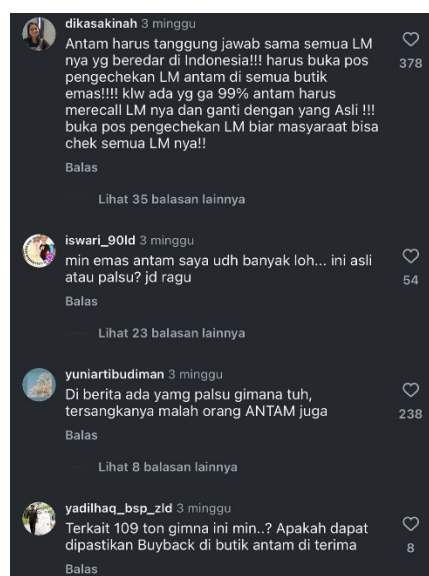 dikasakinah 3 minggu
Antam harus tanggung jawab sama semua LM
nya yg beredar di Indonesia!!! harus buka pos
pengechekan LM antam di semua butik
emas!!!! klw ada yg ga 99% antam harus
merecall LM nya dan ganti dengan yang Asli !!!
buka pos pengechekan LM biar masyaraat bisa
chek semua LM nya!!
378
Balas
Lihat 35 balasan lainnya
iswari_90ld 3 minggu
min emas antam saya udh banyak loh... ini asli
atau palsu? jd ragu
54
Balas
Lihat 23 balasan lainnya
yuniartibudiman 3 minggu
Di berita ada yamg palsu gimana tuh,
tersangkanya malah orang ANTAM juga
238
Balas
Lihat 8 balasan lainnya
yadilhaq_bsp_zld 3 minggu
Terkait 109 ton gimna ini min..? Apakah dapat
dipastikan Buyback di butik antam di terima
8
Balas